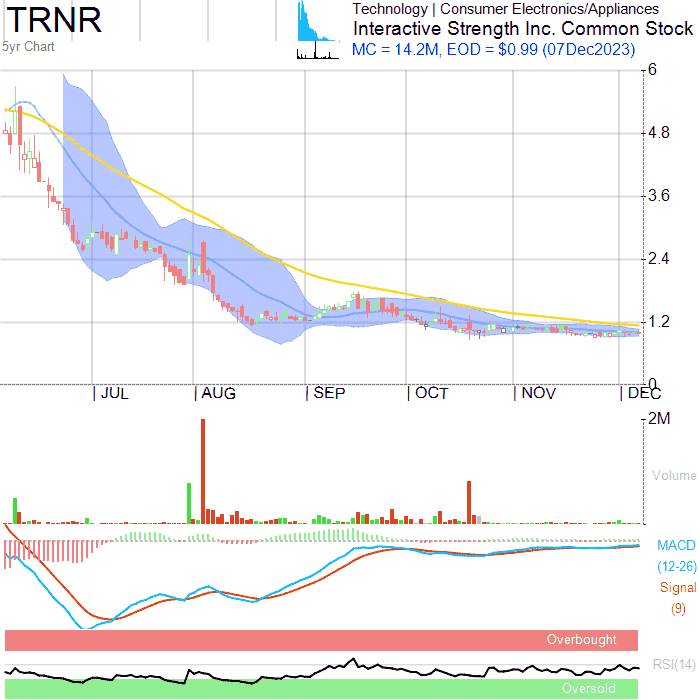 TRNR
5yr Chart
Technology | Consumer Electronics/Appliances
Interactive Strength Inc. Common Stock
MC = 14.2M, EOD = $0.99 (07Dec2023)
6
4.8
3.6
2.4
1.2
0
JUL AUG SEP OCT NOV DEC
2M
Volume
MACD
(12-26)
Signal
(9)
Overbought
RSI(14)
Oversold